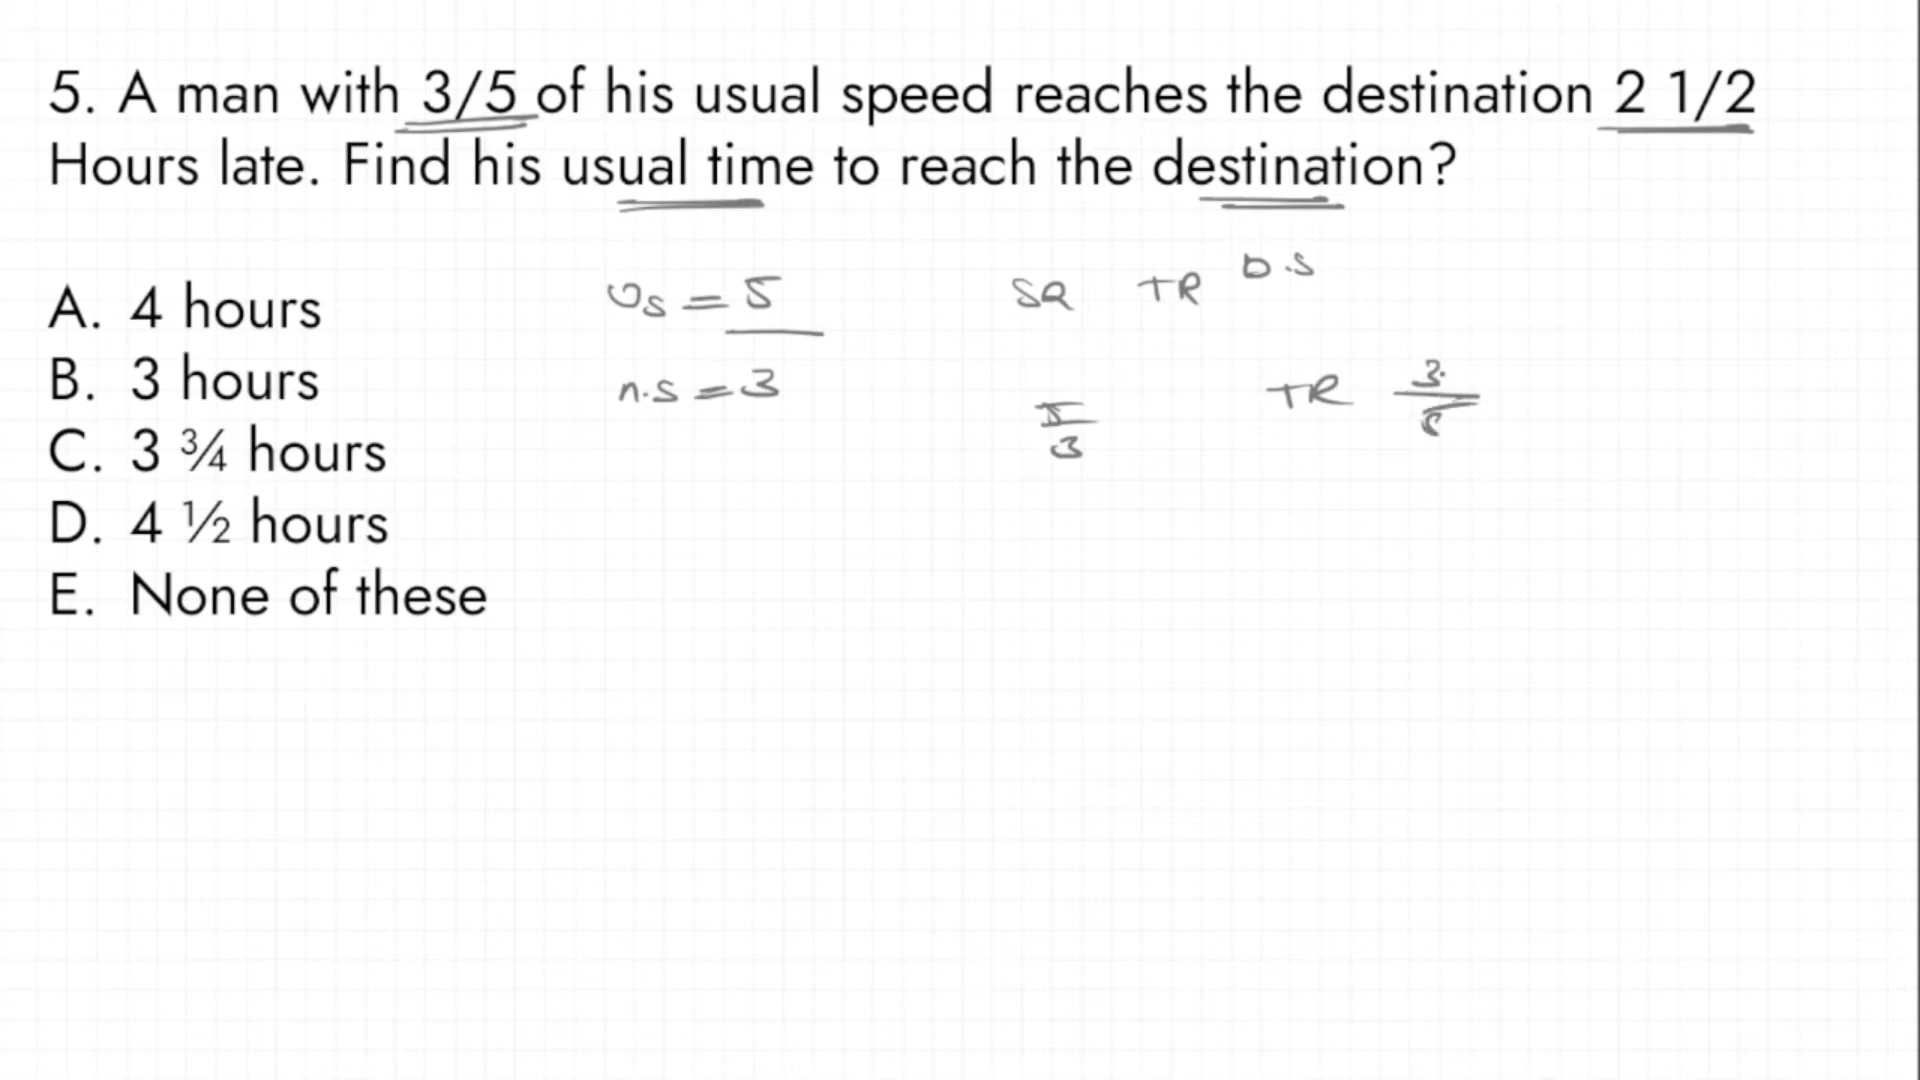 5. A man with 3/5 of his usual speed reaches the destination 2 1/2
Hours late. Find his usual time to reach the destination?
A. 4 hours
B. 3 hours
C. 3 ¾ hours
D. 4 ½ hours
E. None of these
US = 5
n.s = 3
SR TR D.S
5/3
TR 3/5